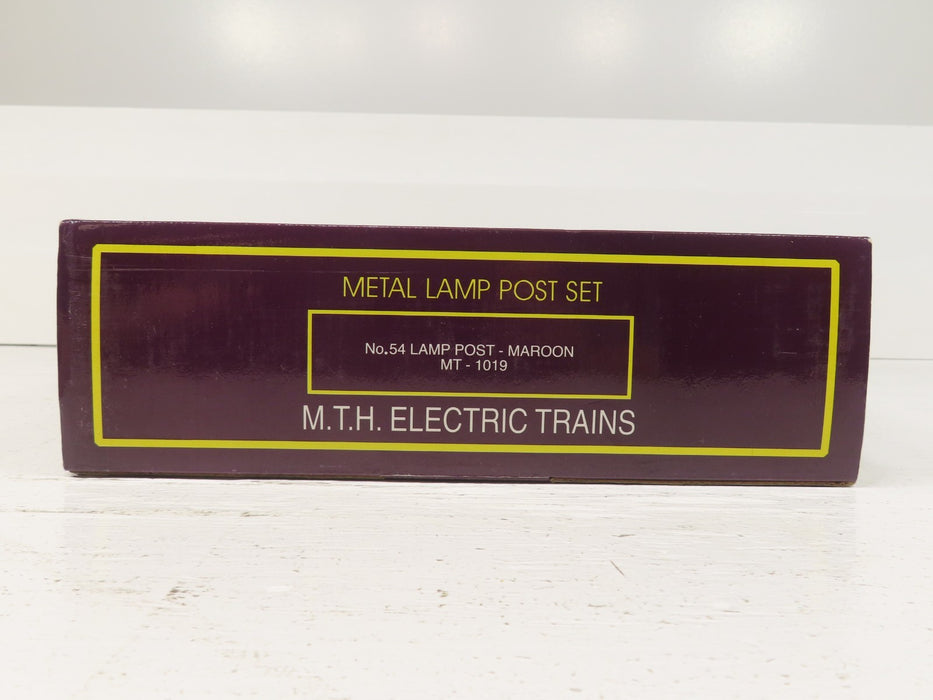 METAL LAMP POST SET
No.54 LAMP POST - MAROON
MT - 1019
M.T.H. ELECTRIC TRAINS